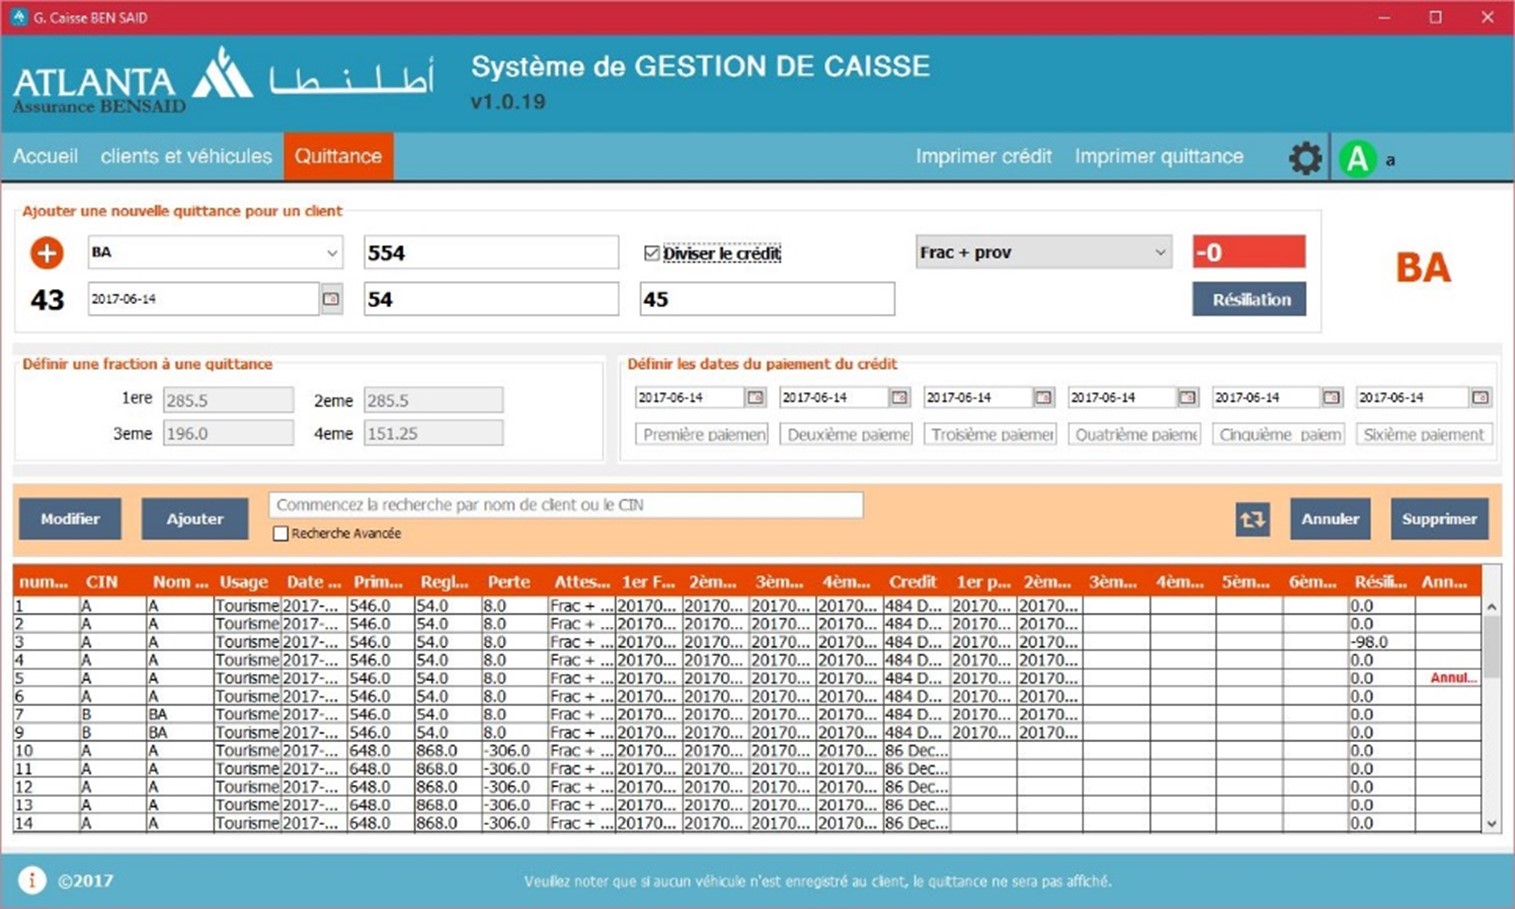 G. Caisse BEN SAID
ATLANTA أطلنطا
Assurance BENSAID
Système de GESTION DE CAISSE
v1.0.19
Accueil clients et véhicules Quittance Imprimer crédit Imprimer quittance A a
Ajouter une nouvelle quittance pour un client
BA 554 Diviser le crédit Frac + prov -0
BA
43 2017-06-14 54 45 Résiliation
Définir une fraction à une quittance
1ere 285.5 2eme 285.5
3eme 196.0 4eme 151.25
Définir les dates du paiement du crédit
2017-06-14 2017-06-14 2017-06-14 2017-06-14 2017-06-14 2017-06-14
Première paiemen Deuxième paieme Troisième paiemer Quatrième paieme Cinquième paiem Sixième paiement
Modifier Ajouter Commencez la recherche par nom de client ou le CIN Annuler Supprimer
Recherche Avancée
num... CIN Nom ... Usage Date ... Prim... Regl... Perte Attes... 1er F... 2èm... 3èm... 4èm... Credit 1er p... 2èm... 3èm... 4èm... 5èm... 6èm... Résili... Ann...
1 A A Tourisme 2017-... 546.0 54.0 8.0 Frac + ... 20170... 20170... 20170... 20170... 484 D... 20170... 20170... 0.0
2 A A Tourisme 2017-... 546.0 54.0 8.0 Frac + ... 20170... 20170... 20170... 20170... 484 D... 20170... 20170... 0.0
3 A A Tourisme 2017-... 546.0 54.0 8.0 Frac + ... 20170... 20170... 20170... 20170... 484 D... 20170... 20170... -98.0
4 A A Tourisme 2017-... 546.0 54.0 8.0 Frac + ... 20170... 20170... 20170... 20170... 484 D... 20170... 20170... 0.0
5 A A Tourisme 2017-... 546.0 54.0 8.0 Frac + ... 20170... 20170... 20170... 20170... 484 D... 20170... 20170... 0.0 Annul...
6 A A Tourisme 2017-... 546.0 54.0 8.0 Frac + ... 20170... 20170... 20170... 20170... 484 D... 20170... 20170... 0.0
7 B BA Tourisme 2017-... 546.0 54.0 8.0 Frac + ... 20170... 20170... 20170... 20170... 484 D... 20170... 20170... 0.0
9 B BA Tourisme 2017-... 546.0 54.0 8.0 Frac + ... 20170... 20170... 20170... 20170... 484 D... 20170... 20170... 0.0
10 A A Tourisme 2017-... 648.0 868.0 -306.0 Frac + ... 20170... 20170... 20170... 20170... 86 Dec... 0.0
11 A A Tourisme 2017-... 648.0 868.0 -306.0 Frac + ... 20170... 20170... 20170... 20170... 86 Dec... 0.0
12 A A Tourisme 2017-... 648.0 868.0 -306.0 Frac + ... 20170... 20170... 20170... 20170... 86 Dec... 0.0
13 A A Tourisme 2017-... 648.0 868.0 -306.0 Frac + ... 20170... 20170... 20170... 20170... 86 Dec... 0.0
14 A A Tourisme 2017-... 648.0 868.0 -306.0 Frac + ... 20170... 20170... 20170... 20170... 86 Dec... 0.0
©2017 Veuillez noter que si aucun véhicule n'est enregistré au client, le quittance ne sera pas affiché.